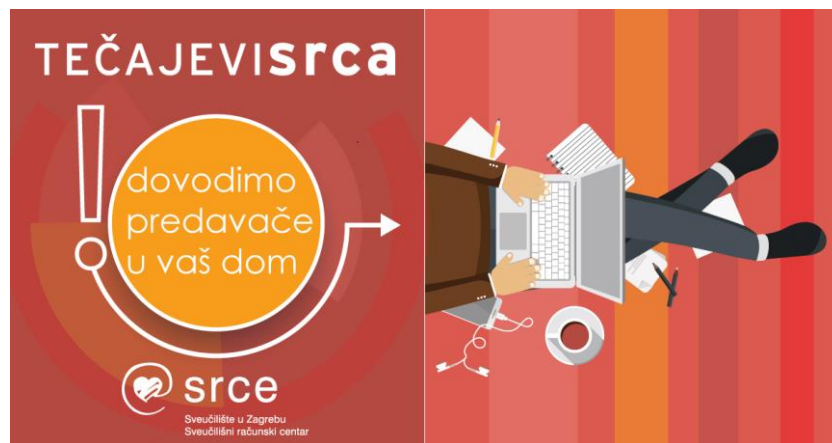 TEČAJEVIsrca
dovodimo
predavače
u vaš dom
srce
Sveučilište u Zagrebu
Sveučilišni računski centar